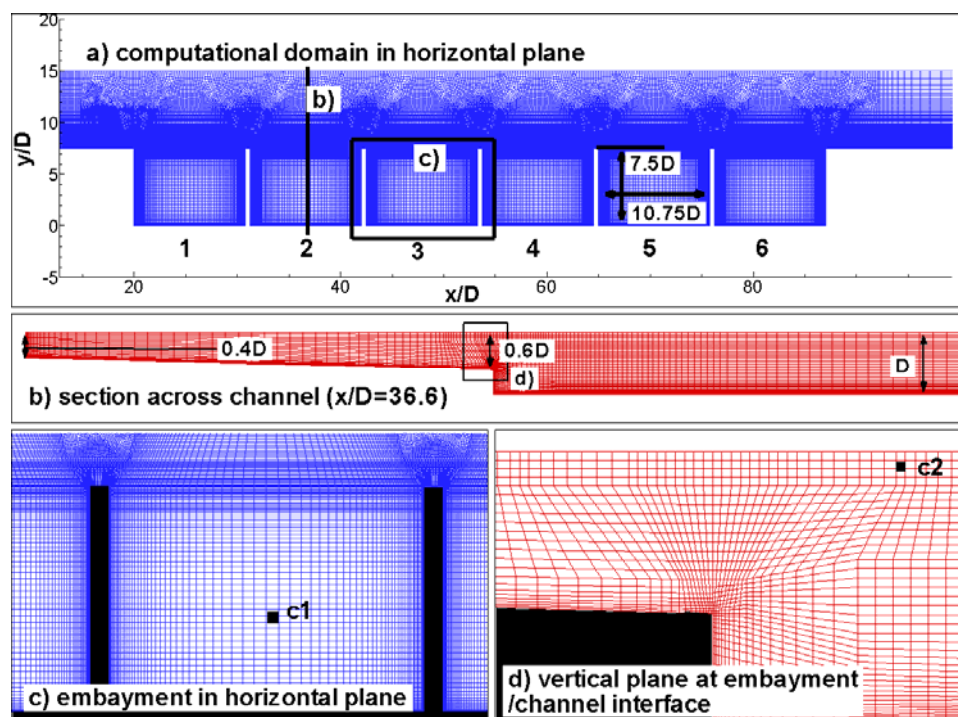 20
a) computational domain in horizontal plane
15
b)
y/D
10
c)
7.5D
5
10.75D
0
1 2 3 4 5 6
-5
20 40 60 80
x/D
0.4D
0.6D
D
d)
b) section across channel (x/D=36.6)
c1
c) embayment in horizontal plane
c2
d) vertical plane at embayment
/channel interface